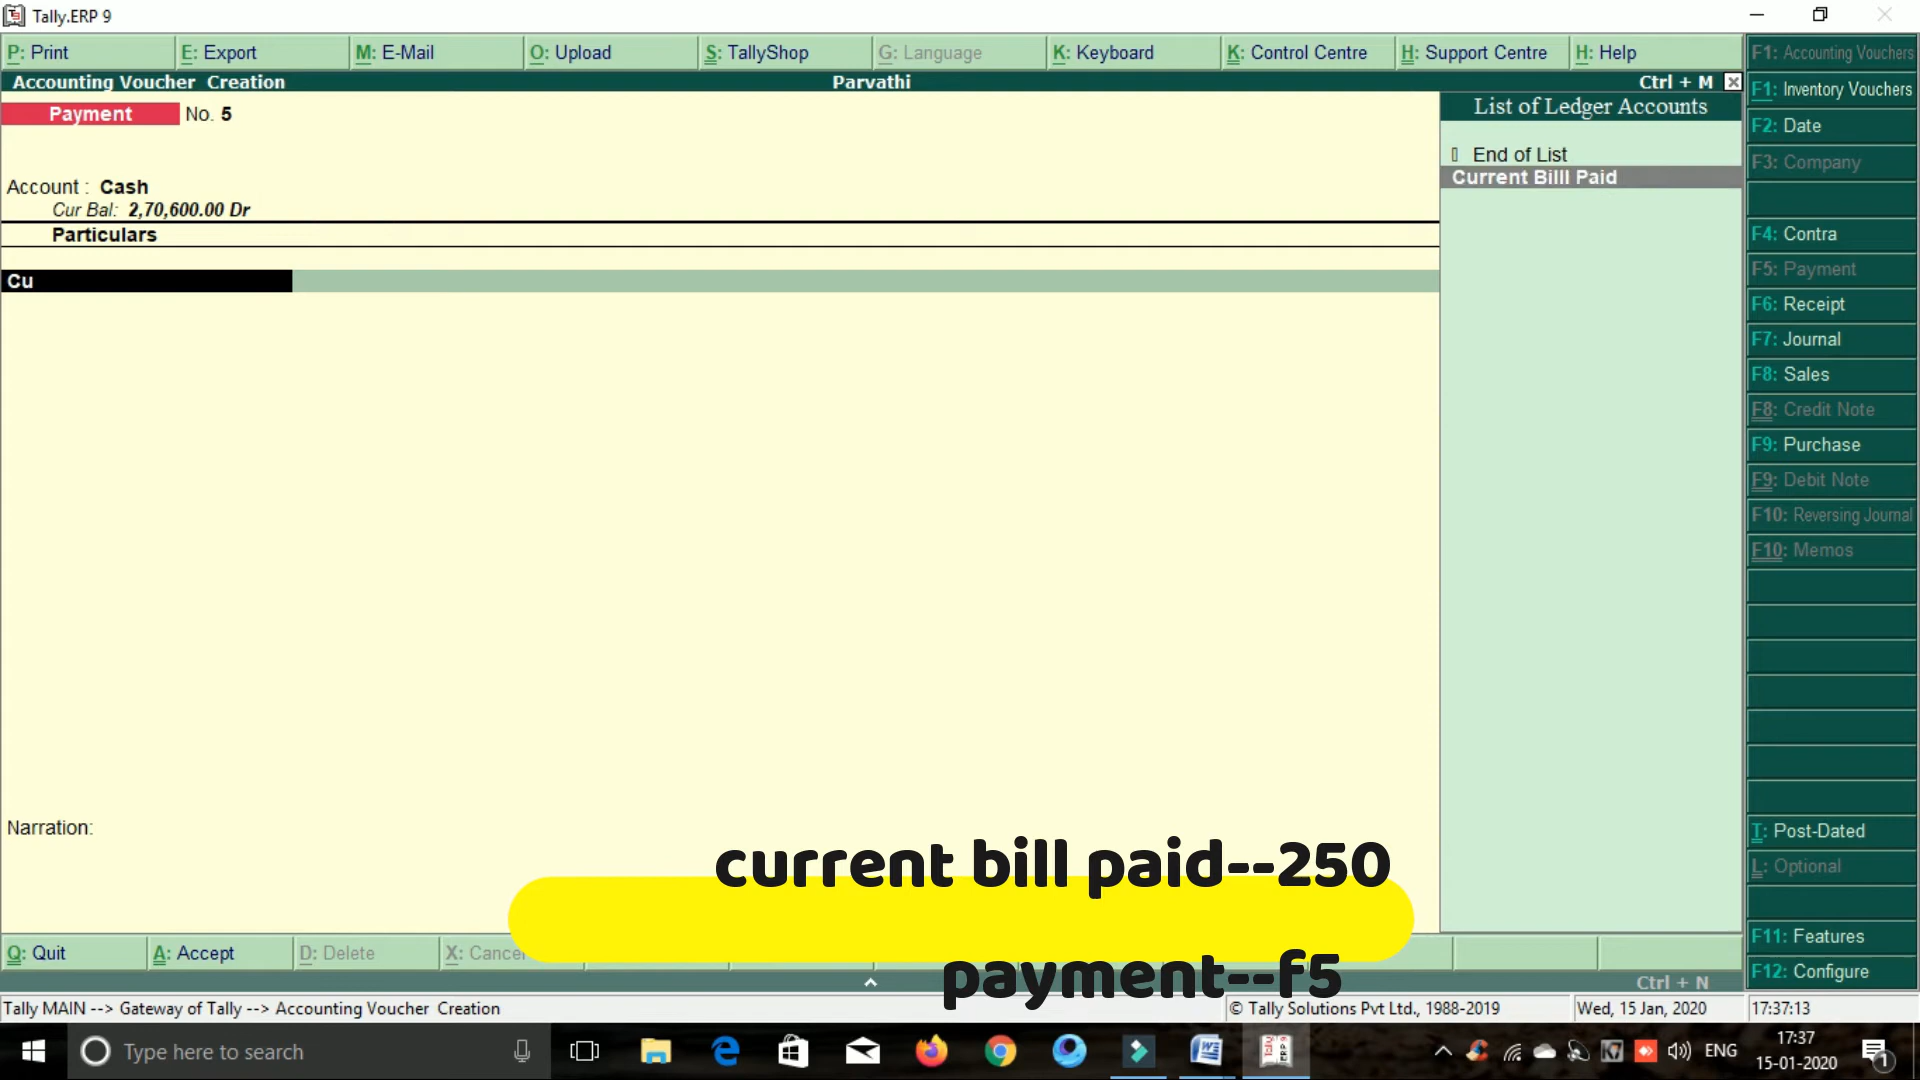 Tally.ERP 9
P: Print E: Export M: E-Mail O: Upload S: TallyShop G: Language K: Keyboard K: Control Centre H: Support Centre H: Help
Accounting Voucher Creation Parvathi Ctrl + M
Payment No. 5
Account : Cash
Cur Bal: 2,70,600.00 Dr
Particulars
Cu
Narration:
List of Ledger Accounts
End of List
Current Billl Paid
F1: Accounting Vouchers
F1: Inventory Vouchers
F2: Date
F3: Company
F4: Contra
F5: Payment
F6: Receipt
F7: Journal
F8: Sales
F8: Credit Note
F9: Purchase
F9: Debit Note
F10: Reversing Journal
F10: Memos
T: Post-Dated
L: Optional
F11: Features
F12: Configure
current bill paid--250
payment--f5
Q: Quit A: Accept D: Delete X: Cance
Ctrl + N
Tally MAIN --> Gateway of Tally --> Accounting Voucher Creation © Tally Solutions Pvt Ltd., 1988-2019 Wed, 15 Jan, 2020 17:37:13
Type here to search ENG 17:37
15-01-2020 1